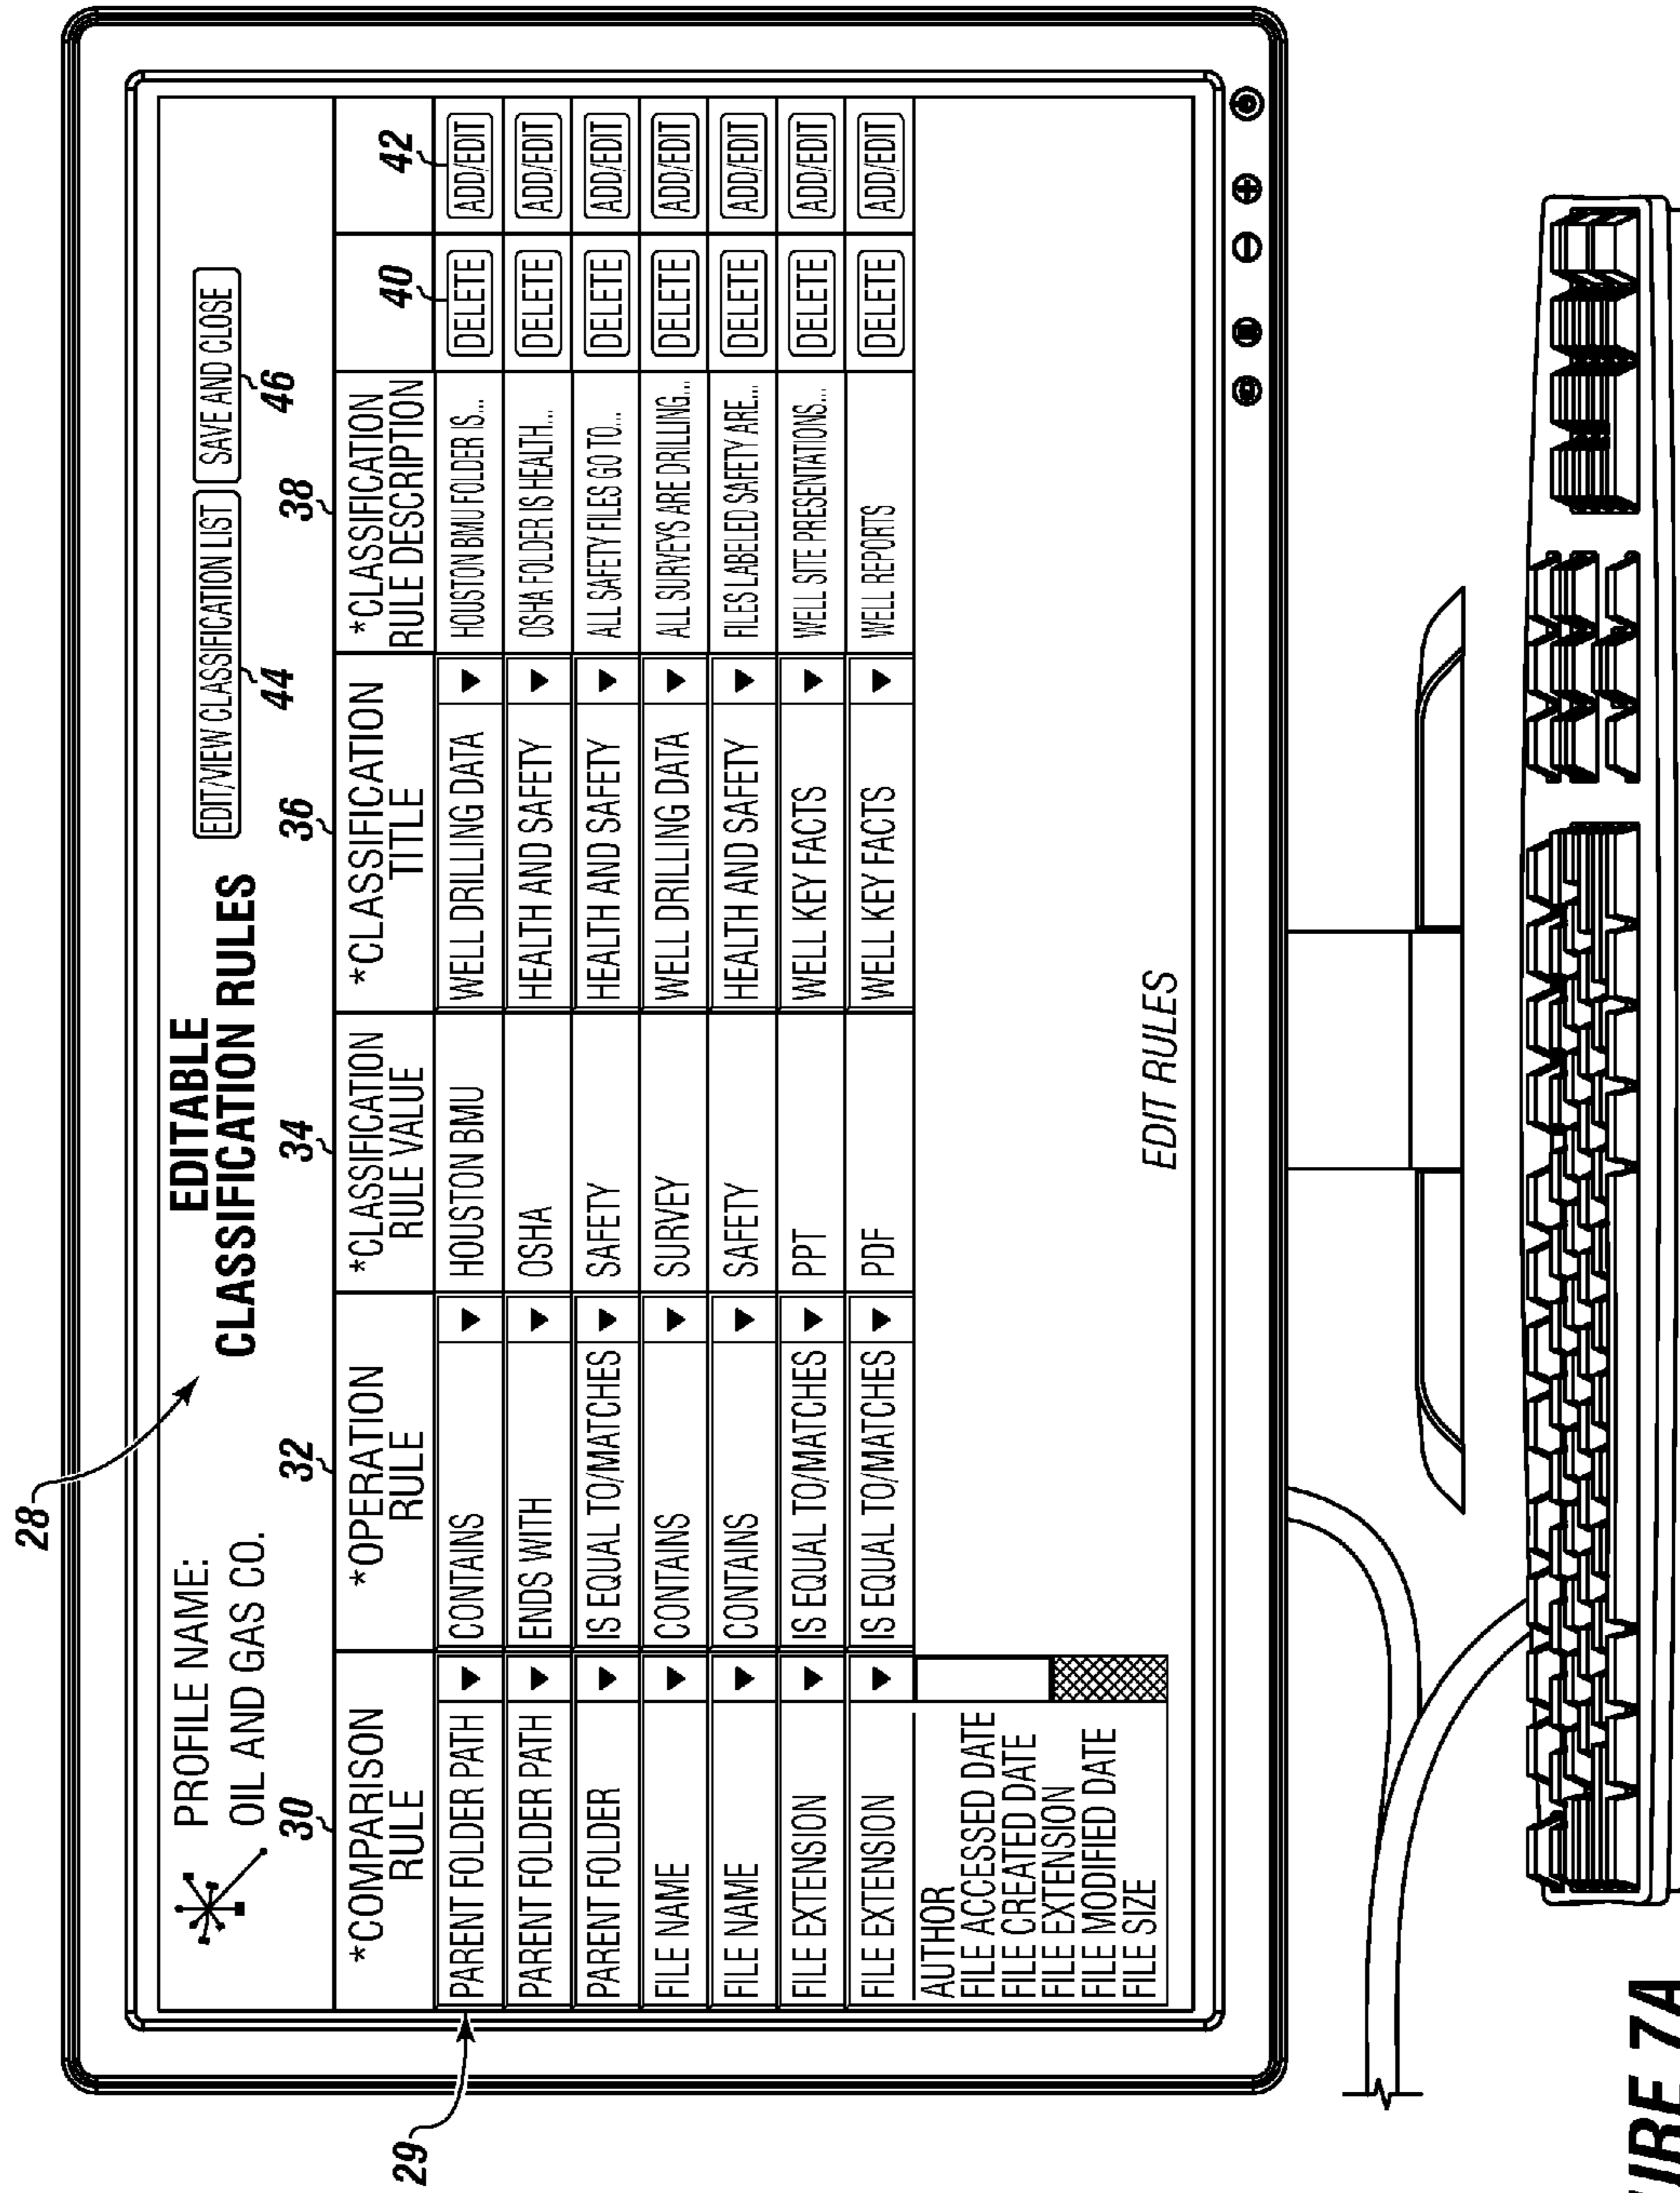 28
PROFILE NAME:
OIL AND GAS CO.
EDITABLE
CLASSIFICATION RULES
EDIT/VIEW CLASSIFICATION LIST
SAVE AND CLOSE
44
46
30
32
34
36
38
40
42
*COMPARISON
RULE
*OPERATION
RULE
*CLASSIFICATION
RULE VALUE
*CLASSIFICATION
TITLE
*CLASSIFICATION
RULE DESCRIPTION
29
PARENT FOLDER PATH CONTAINS HOUSTON BMU WELL DRILLING DATA HOUSTON BMU FOLDER IS... DELETE ADD/EDIT
PARENT FOLDER PATH ENDS WITH OSHA HEALTH AND SAFETY OSHA FOLDER IS HEALTH... DELETE ADD/EDIT
PARENT FOLDER IS EQUAL TO/MATCHES SAFETY HEALTH AND SAFETY ALL SAFETY FILES GO TO... DELETE ADD/EDIT
FILE NAME CONTAINS SURVEY WELL DRILLING DATA ALL SURVEYS ARE DRILLING... DELETE ADD/EDIT
FILE NAME CONTAINS SAFETY HEALTH AND SAFETY FILES LABELED SAFETY ARE... DELETE ADD/EDIT
FILE EXTENSION IS EQUAL TO/MATCHES PPT WELL KEY FACTS WELL SITE PRESENTATIONS... DELETE ADD/EDIT
FILE EXTENSION IS EQUAL TO/MATCHES PDF WELL KEY FACTS WELL REPORTS DELETE ADD/EDIT
AUTHOR
FILE ACCESSED DATE
FILE CREATED DATE
FILE EXTENSION
FILE MODIFIED DATE
FILE SIZE
EDIT RULES
7A